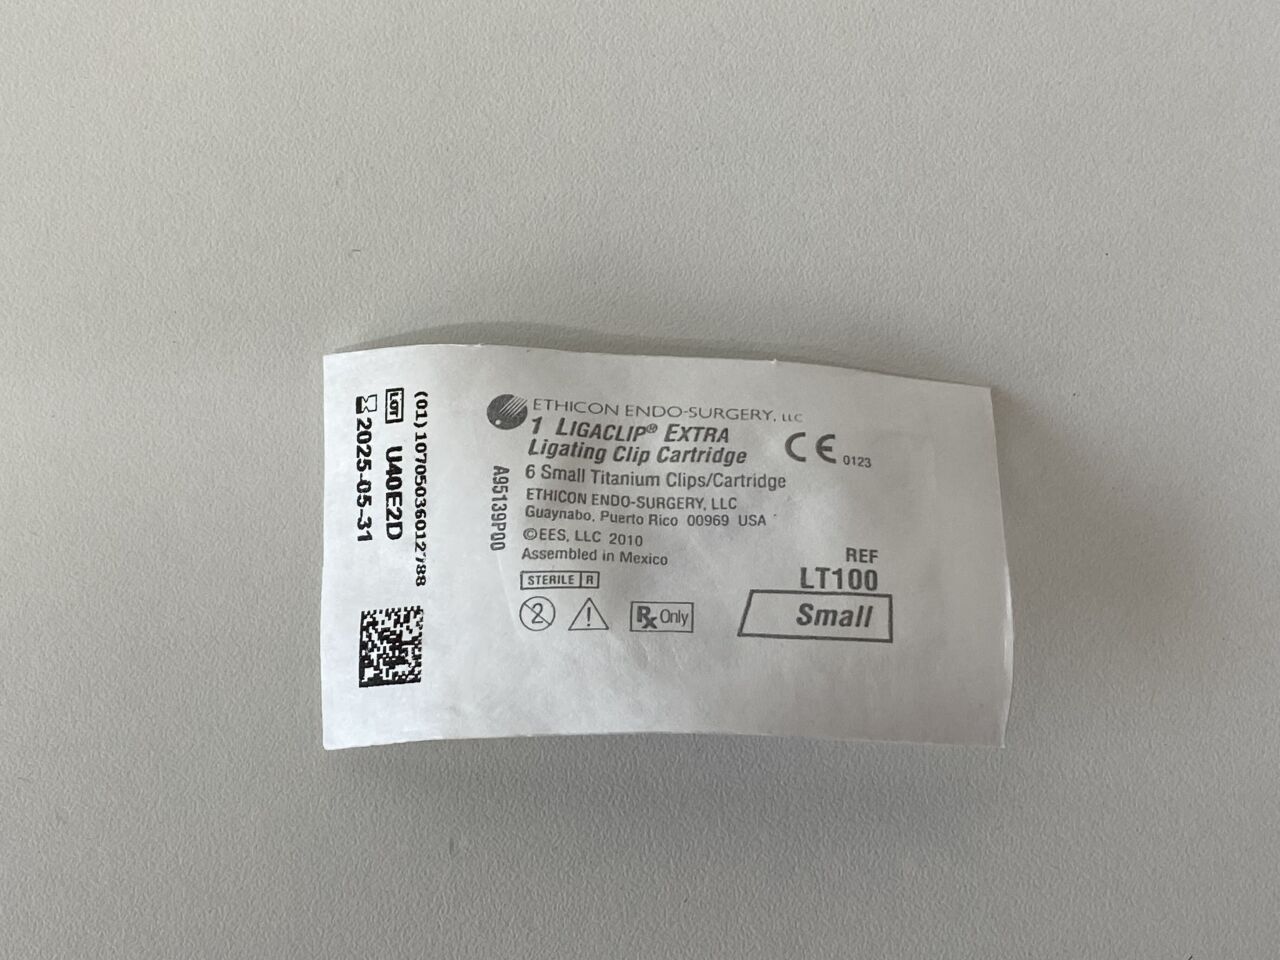 (01) 10705036012788
LOT U40E2D
2025-05-31
ETHICON ENDO-SURGERY, LLC
1 LIGACLIP® EXTRA
Ligating Clip Cartridge
CE 0123
6 Small Titanium Clips/Cartridge
ETHICON ENDO-SURGERY, LLC
Guaynabo, Puerto Rico 00969 USA
©EES, LLC 2010
Assembled in Mexico
A95139P00
STERILE R
2
Rx Only
REF
LT100
Small